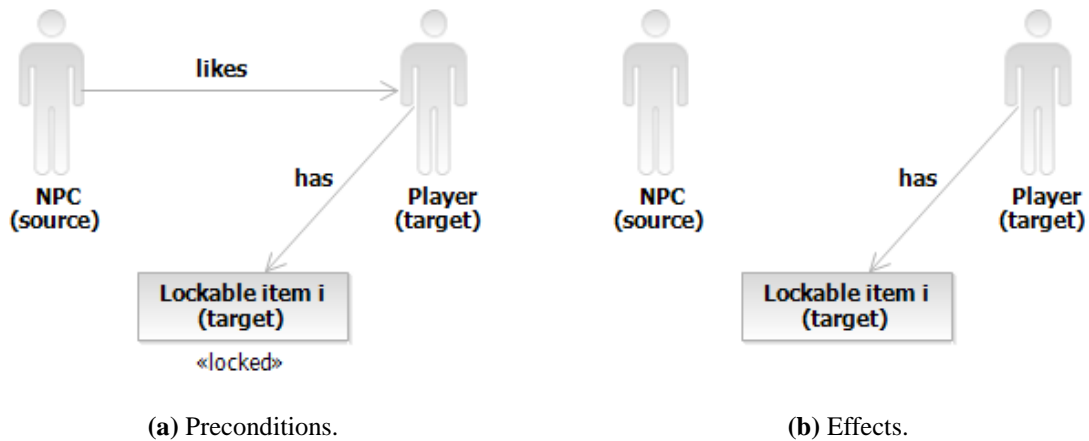 likes
has
NPC
(source)
Player
(target)
Lockable item i
(target)
«locked»
(a) Preconditions.
has
NPC
(source)
Player
(target)
Lockable item i
(target)
(b) Effects.